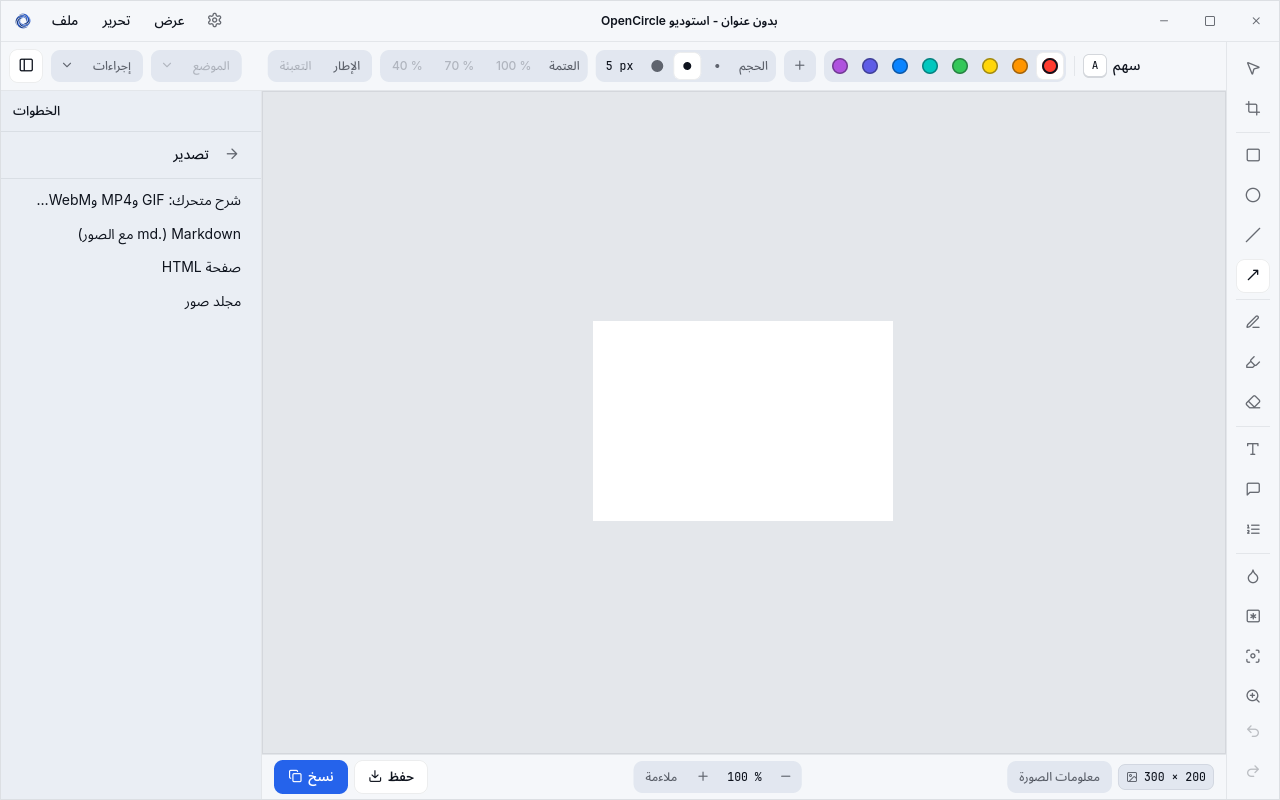 ملف
تحرير
عرض
بدون عنوان - استوديو OpenCircle
إجراءات
الموضع
التعبئة
الإطار
40 %
70 %
100 %
العتمة
5 px
الحجم
A
سهم
الخطوات
تصدير
شرح متحرك: GIF وMP4 وWebM...
Markdown (.md مع الصور)
صفحة HTML
مجلد صور
نسخ
حفظ
ملاءمة
100 %
معلومات الصورة
300 × 200